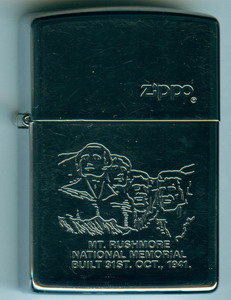 Zippo®
MT. RUSHMORE
NATIONAL MEMORIAL
BUILT 31ST. OCT., 1941.